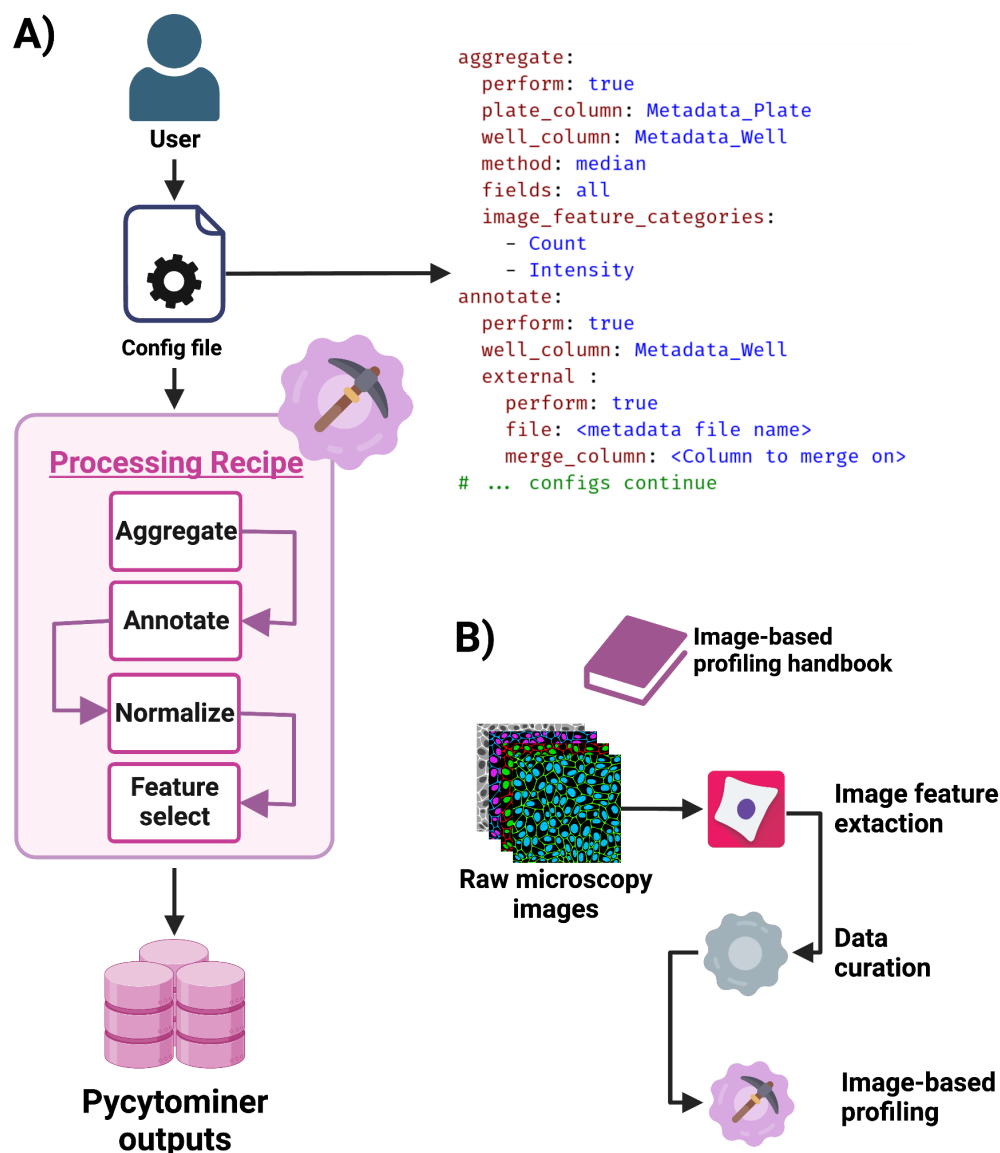 A)
User
Config file
aggregate:
  perform: true
  plate_column: Metadata_Plate
  well_column: Metadata_Well
  method: median
  fields: all
  image_feature_categories:
    - Count
    - Intensity
annotate:
  perform: true
  well_column: Metadata_Well
  external :
    perform: true
    file: <metadata file name>
    merge_column: <Column to merge on>
# ... configs continue
Processing Recipe
Aggregate
Annotate
Normalize
Feature
select
Pycytominer
outputs
B)
Image-based
profiling handbook
Raw microscopy
images
Image feature
extaction
Data
curation
Image-based
profiling